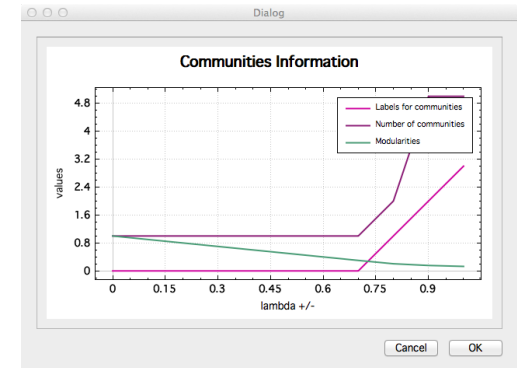 Dialog
Communities Information
Labels for communities
Number of communities
Modularities
values
4.8
4
3.2
2.4
1.6
0.8
0
0 0.15 0.3 0.45 0.6 0.75 0.9
lambda +/-
Cancel OK